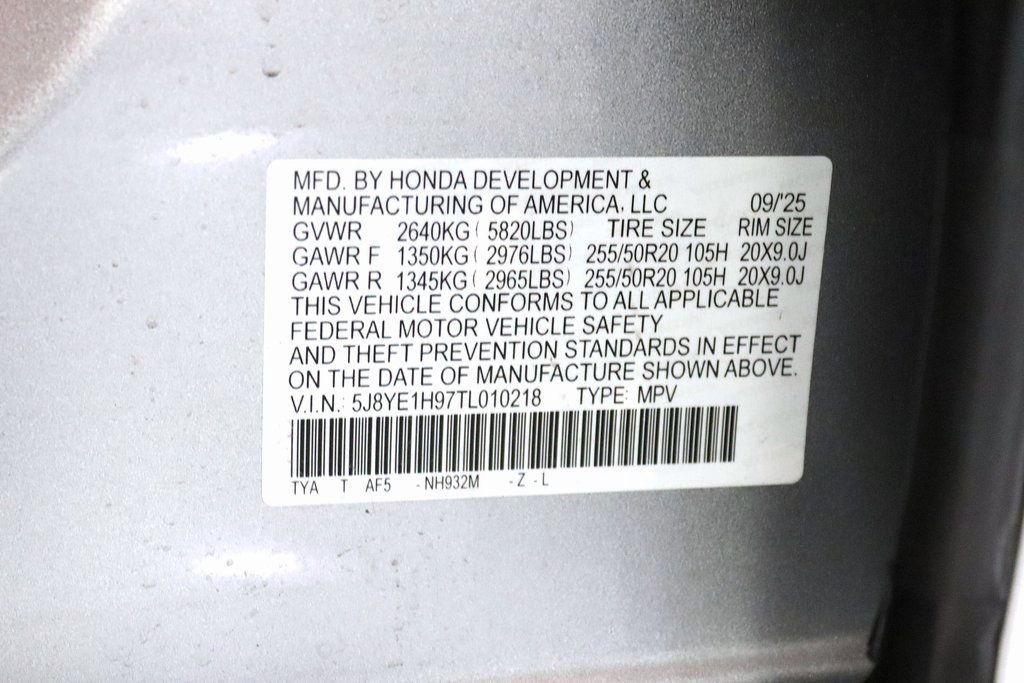 MFD. BY HONDA DEVELOPMENT &
MANUFACTURING OF AMERICA, LLC 09/'25
GVWR 2640KG ( 5820LBS) TIRE SIZE RIM SIZE
GAWR F 1350KG ( 2976LBS) 255/50R20 105H 20X9.0J
GAWR R 1345KG ( 2965LBS) 255/50R20 105H 20X9.0J
THIS VEHICLE CONFORMS TO ALL APPLICABLE
FEDERAL MOTOR VEHICLE SAFETY
AND THEFT PREVENTION STANDARDS IN EFFECT
ON THE DATE OF MANUFACTURE SHOWN ABOVE.
V.I.N.: 5J8YE1H97TL010218 TYPE: MPV
TYA T AF5 - NH932M - Z - L